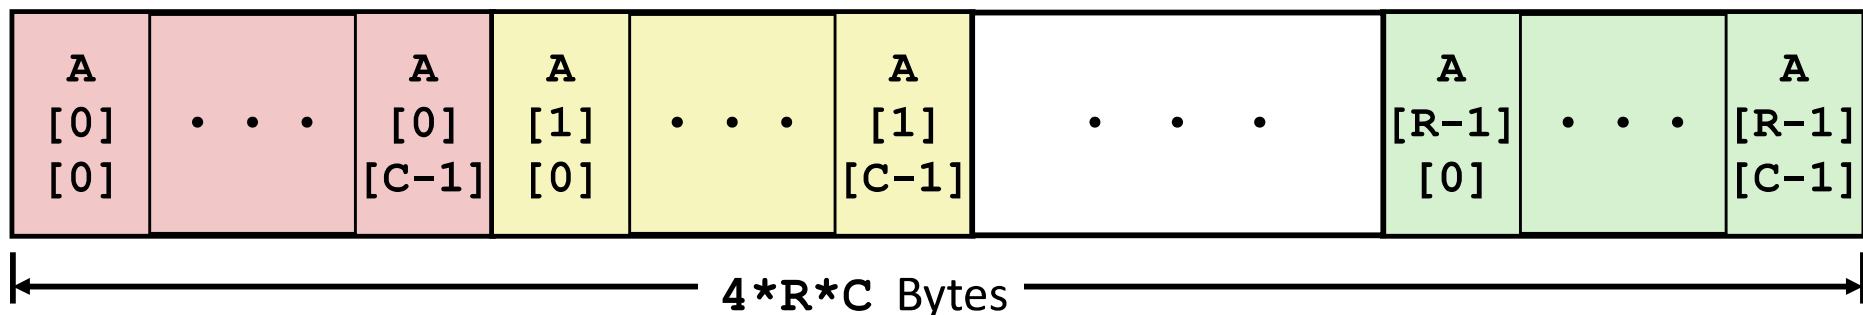 A . . . A A . . . A . . . A . . . A
[0] [0] [1] [1] [R-1] [R-1]
[0] [C-1] [0] [C-1] [0] [C-1]
4*R*C Bytes